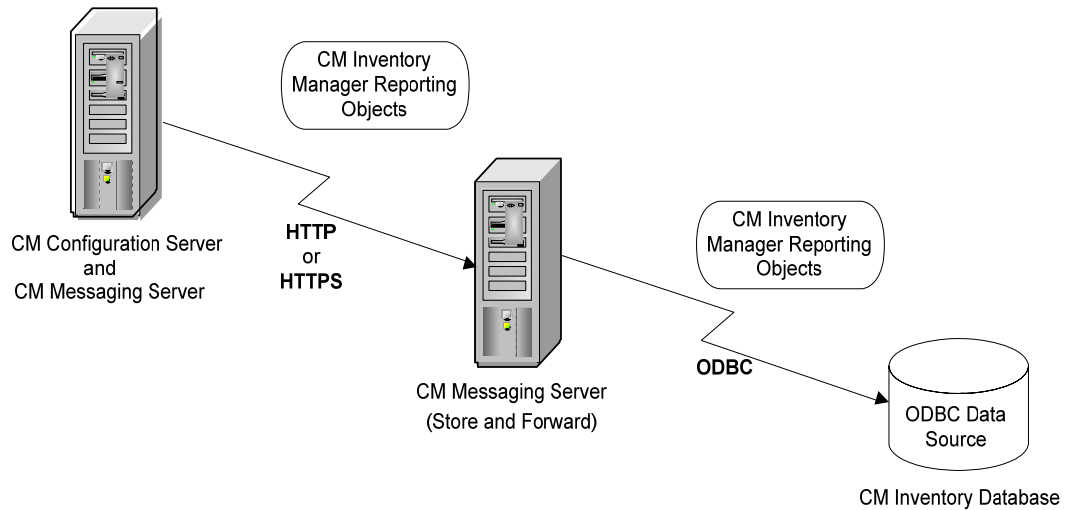 CM Inventory
Manager Reporting
Objects
CM Configuration Server
and
CM Messaging Server
HTTP
or
HTTPS
CM Inventory
Manager Reporting
Objects
CM Messaging Server
(Store and Forward)
ODBC
ODBC Data
Source
CM Inventory Database